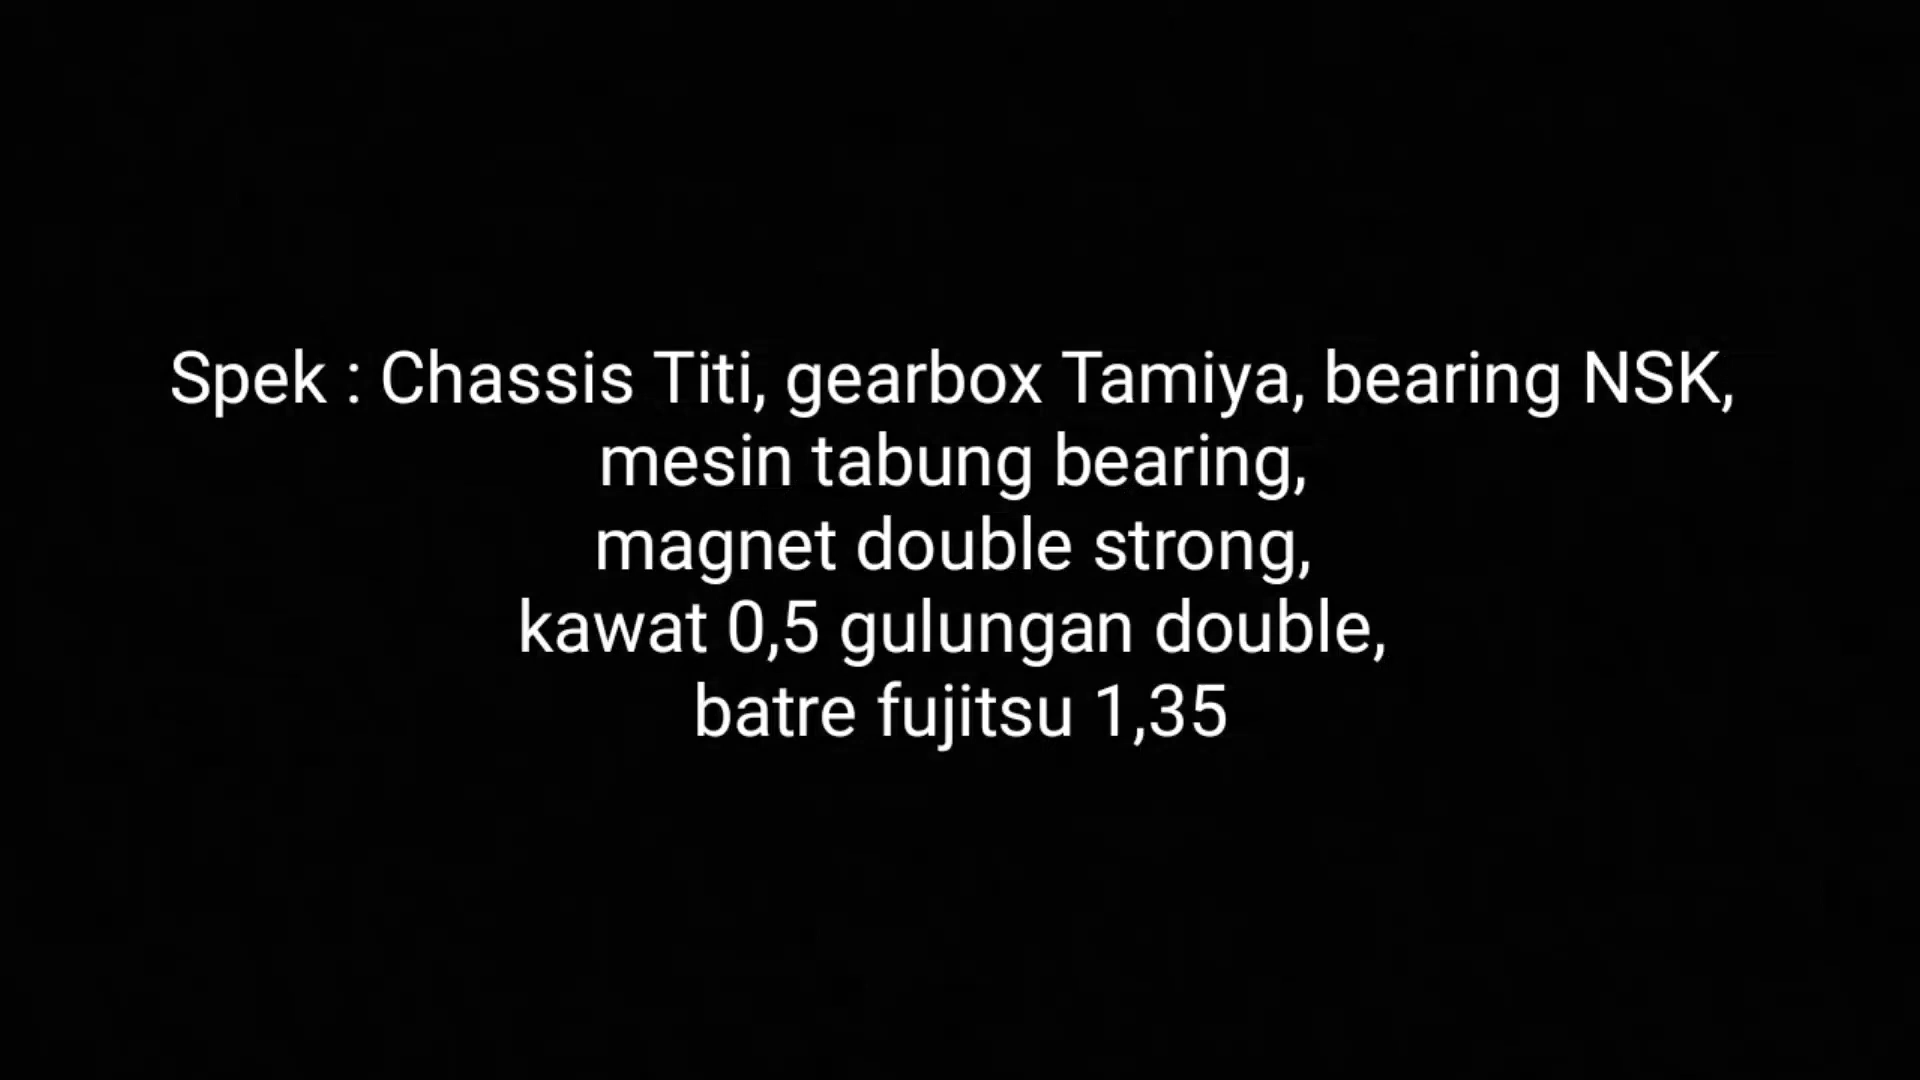 Spek : Chassis Titi, gearbox Tamiya, bearing NSK,
mesin tabung bearing,
magnet double strong,
kawat 0,5 gulungan double,
batre fujitsu 1,35